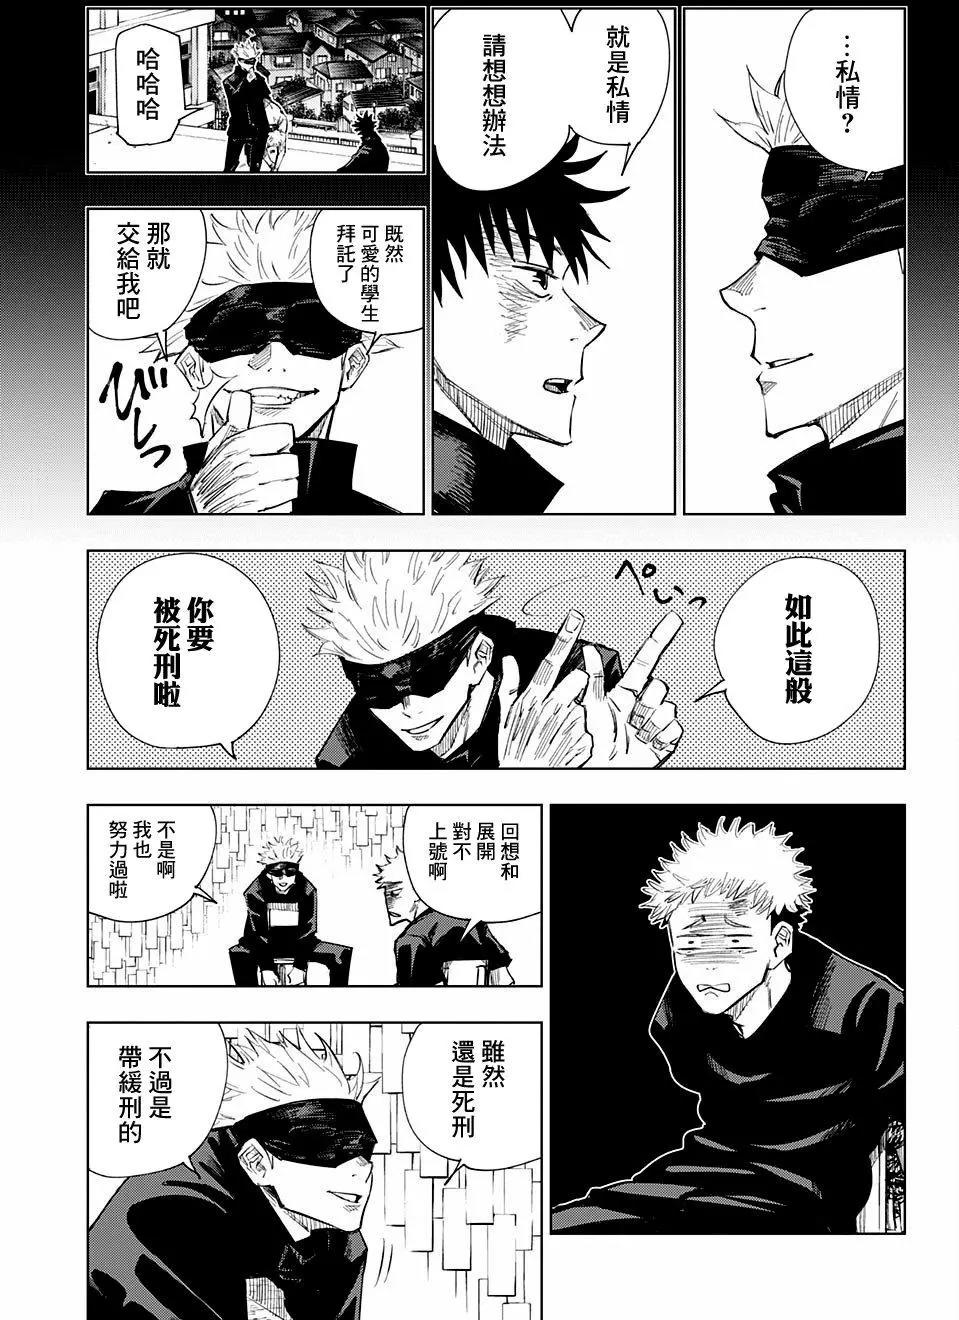 …私情?
就是私情
請想想辦法
哈哈哈
既然
可愛的學生
拜託了
那就
交給我吧
びしっ
如此這般
ぺいっ
你要
被死刑啦
回想和
展開
對不
上號啊
不是啊
我也
努力過啦
雖然
還是死刑
不過是
帶緩刑的